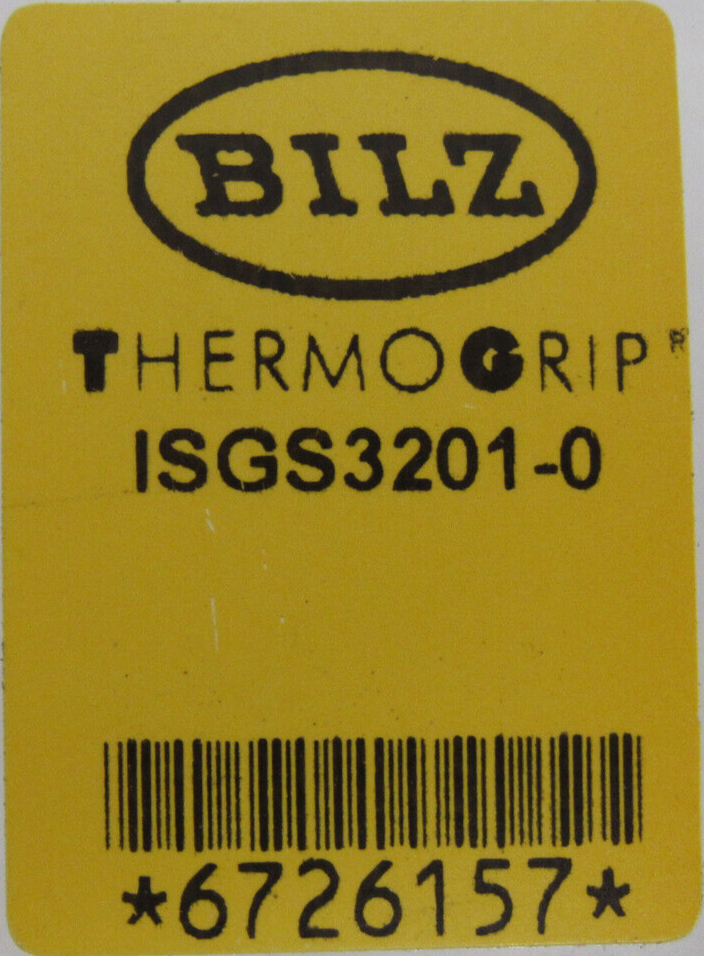 BILZ
THERMOGRIP®
ISGS3201-0
*6726157*